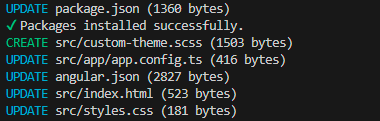 UPDATE package.json (1360 bytes)
✓ Packages installed successfully.
CREATE src/custom-theme.scss (1503 bytes)
UPDATE src/app/app.config.ts (416 bytes)
UPDATE angular.json (2827 bytes)
UPDATE src/index.html (523 bytes)
UPDATE src/styles.css (181 bytes)